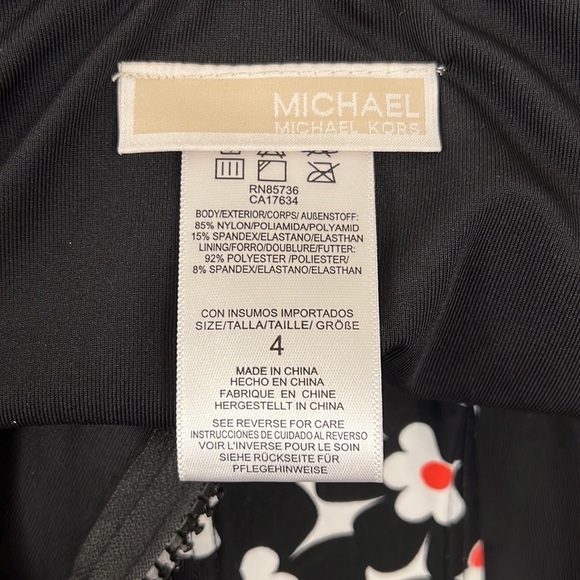 MICHAEL
MICHAEL KORS
RN85736
CA17634
BODY/EXTERIOR/CORPS/ AUßENSTOFF:
85% NYLON/POLIAMIDA/POLYAMID
15% SPANDEX/ELASTANO/ELASTHAN
LINING/FORRO/DOUBLURE/FUTTER:
92% POLYESTER /POLIESTER/
8% SPANDEX/ELASTANO/ELASTHAN
CON INSUMOS IMPORTADOS
SIZE/TALLA/TAILLE/ GRÖßE
4
MADE IN CHINA
HECHO EN CHINA
FABRIQUE EN CHINE
HERGESTELLT IN CHINA
SEE REVERSE FOR CARE
INSTRUCCIONES DE CUIDADO AL REVERSO
VOIR L'INVERSE POUR LE SOIN
SIEHE RÜCKSEITE FÜR
PFLEGEHINWEISE